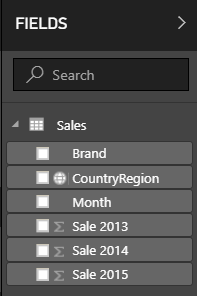 FIELDS
Search
Sales
Brand
CountryRegion
Month
Sale 2013
Sale 2014
Sale 2015